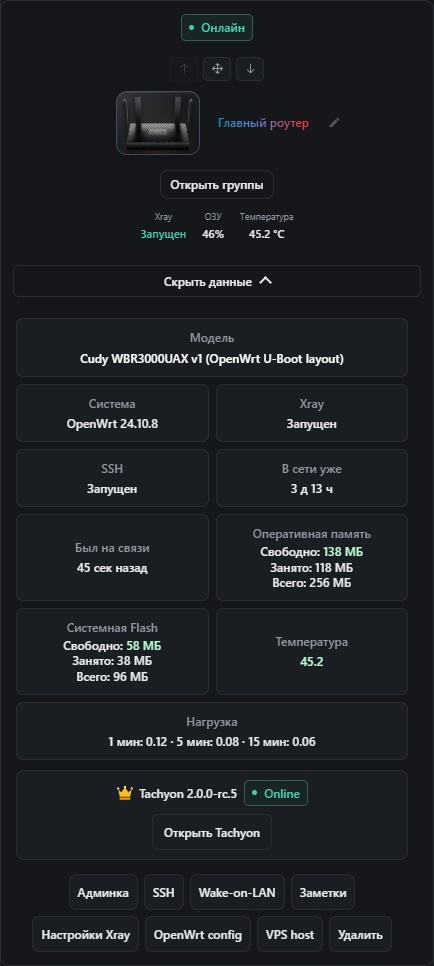 Онлайн
Главный роутер
Открыть группы
Xray ОЗУ Температура
Запущен 46% 45.2 °C
Скрыть данные
Модель
Cudy WBR3000UAX v1 (OpenWrt U-Boot layout)
Система
OpenWrt 24.10.8
Xray
Запущен
SSH
Запущен
В сети уже
3 д 13 ч
Был на связи
45 сек назад
Оперативная память
Свободно: 138 МБ
Занято: 118 МБ
Всего: 256 МБ
Системная Flash
Свободно: 58 МБ
Занято: 38 МБ
Всего: 96 МБ
Температура
45.2
Нагрузка
1 мин: 0.12 · 5 мин: 0.08 · 15 мин: 0.06
Tachyon 2.0.0-rc.5 Online
Открыть Tachyon
Админка SSH Wake-on-LAN Заметки
Настройки Xray OpenWrt config VPS host Удалить